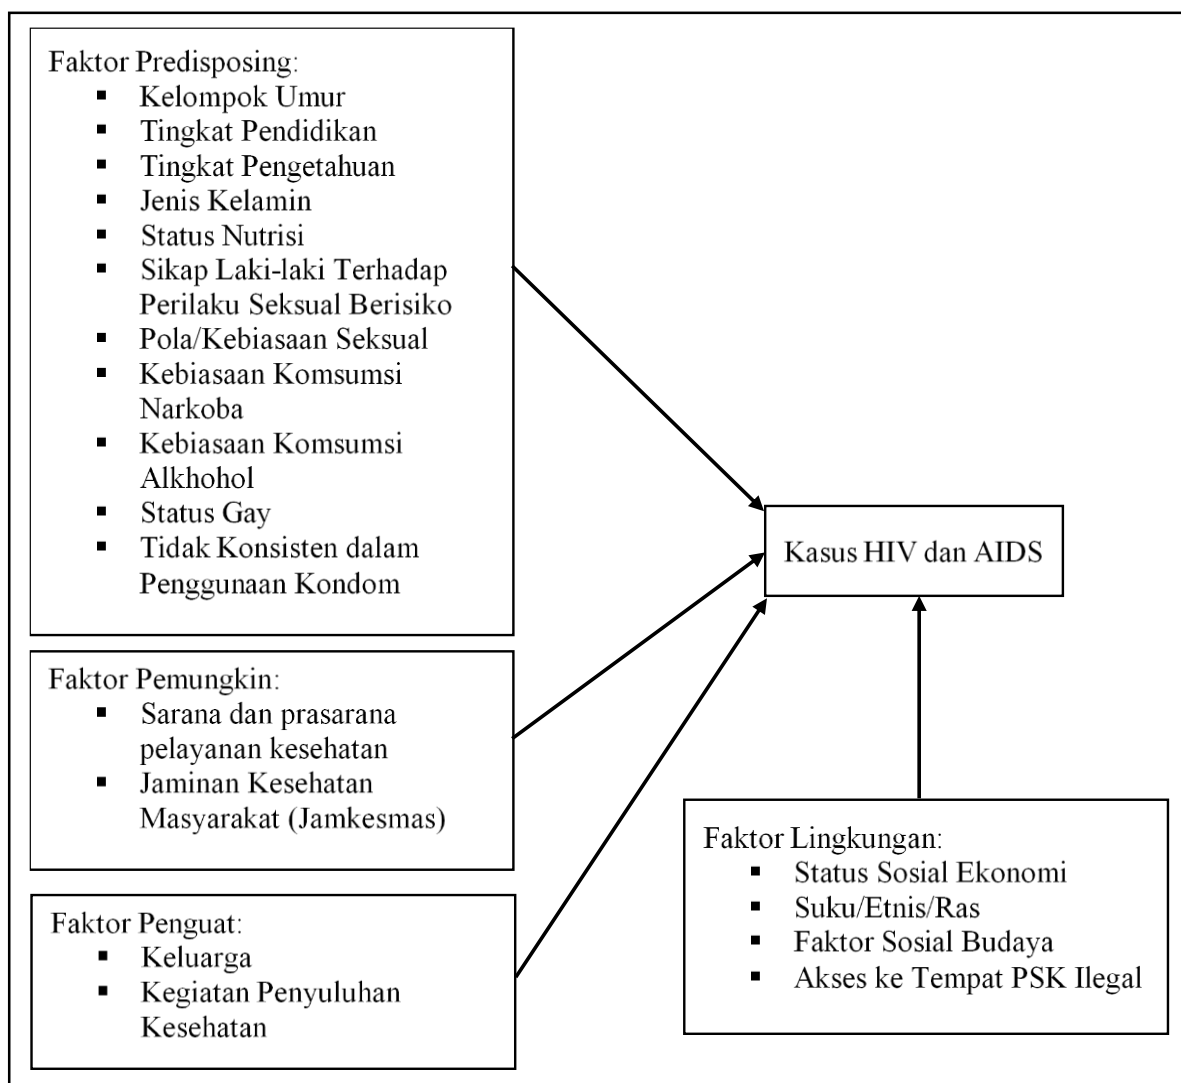 Faktor Predisposing:
▪ Kelompok Umur
▪ Tingkat Pendidikan
▪ Tingkat Pengetahuan
▪ Jenis Kelamin
▪ Status Nutrisi
▪ Sikap Laki-laki Terhadap
Perilaku Seksual Berisiko
▪ Pola/Kebiasaan Seksual
▪ Kebiasaan Komsumsi
Narkoba
▪ Kebiasaan Komsumsi
Alkhohol
▪ Status Gay
▪ Tidak Konsisten dalam
Penggunaan Kondom
Kasus HIV dan AIDS
Faktor Pemungkin:
▪ Sarana dan prasarana
pelayanan kesehatan
▪ Jaminan Kesehatan
Masyarakat (Jamkesmas)
Faktor Penguat:
▪ Keluarga
▪ Kegiatan Penyuluhan
Kesehatan
Faktor Lingkungan:
▪ Status Sosial Ekonomi
▪ Suku/Etnis/Ras
▪ Faktor Sosial Budaya
▪ Akses ke Tempat PSK Ilegal